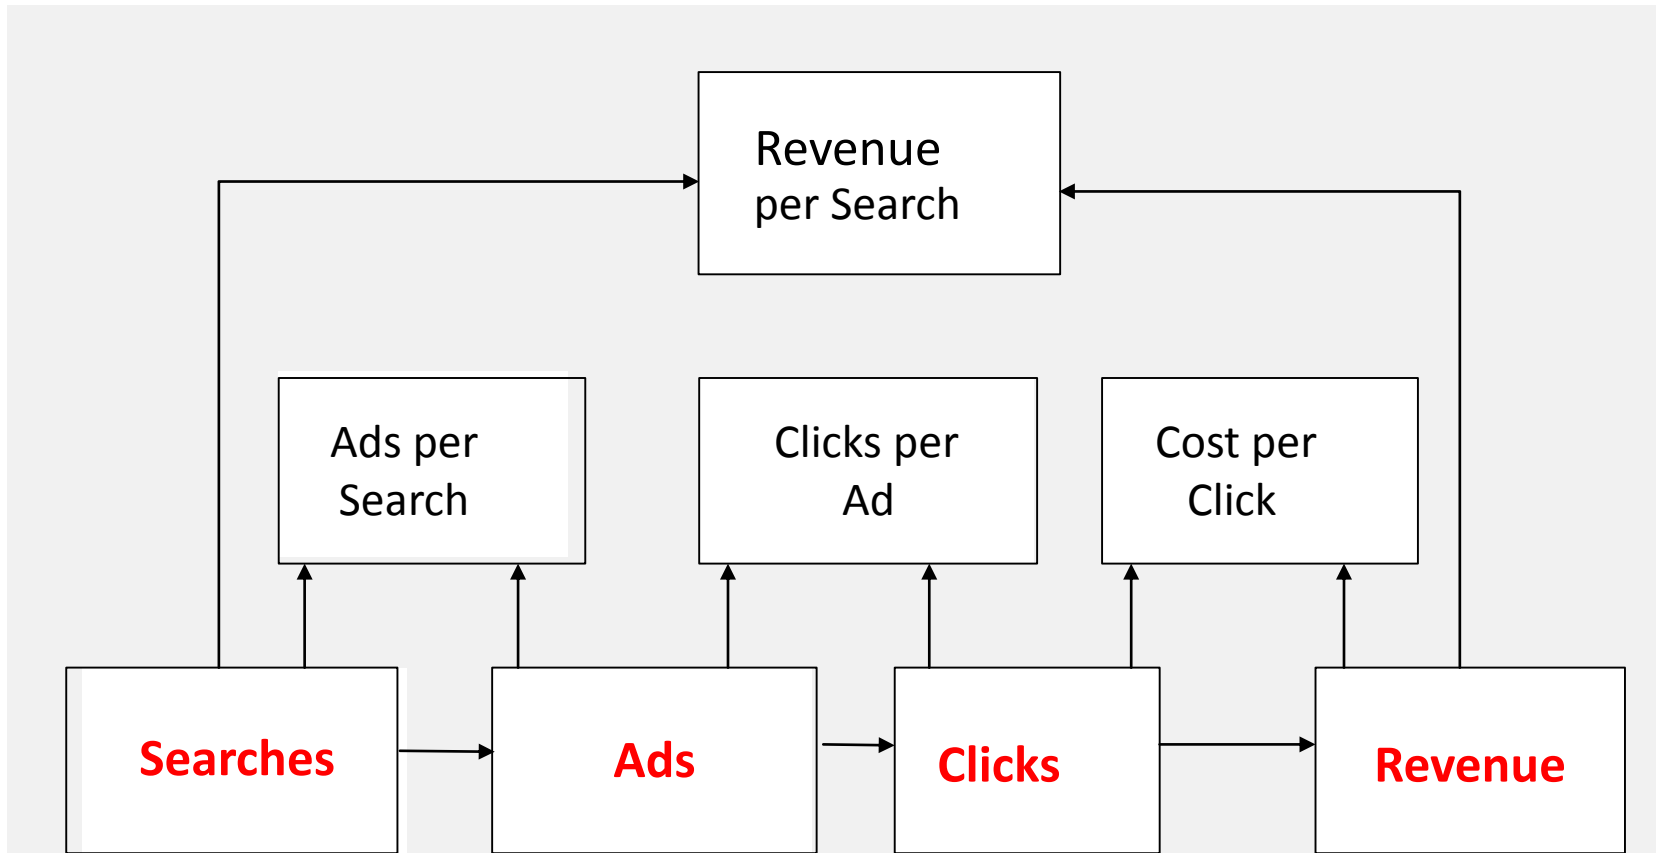 Revenue
per Search
Ads per
Search
Clicks per
Ad
Cost per
Click
Searches
Ads
Clicks
Revenue